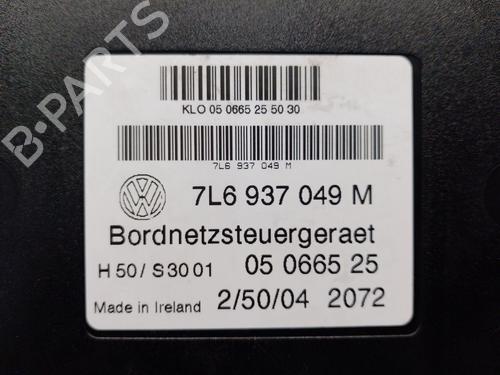 B-PARTS
KLO 05 0665 25 50 30
7L6 937 049 M
7L6 937 049 M
Bordnetzsteuergeraet
H 50 / S 30 01 05 0665 25
Made in Ireland 2/50/04 2072